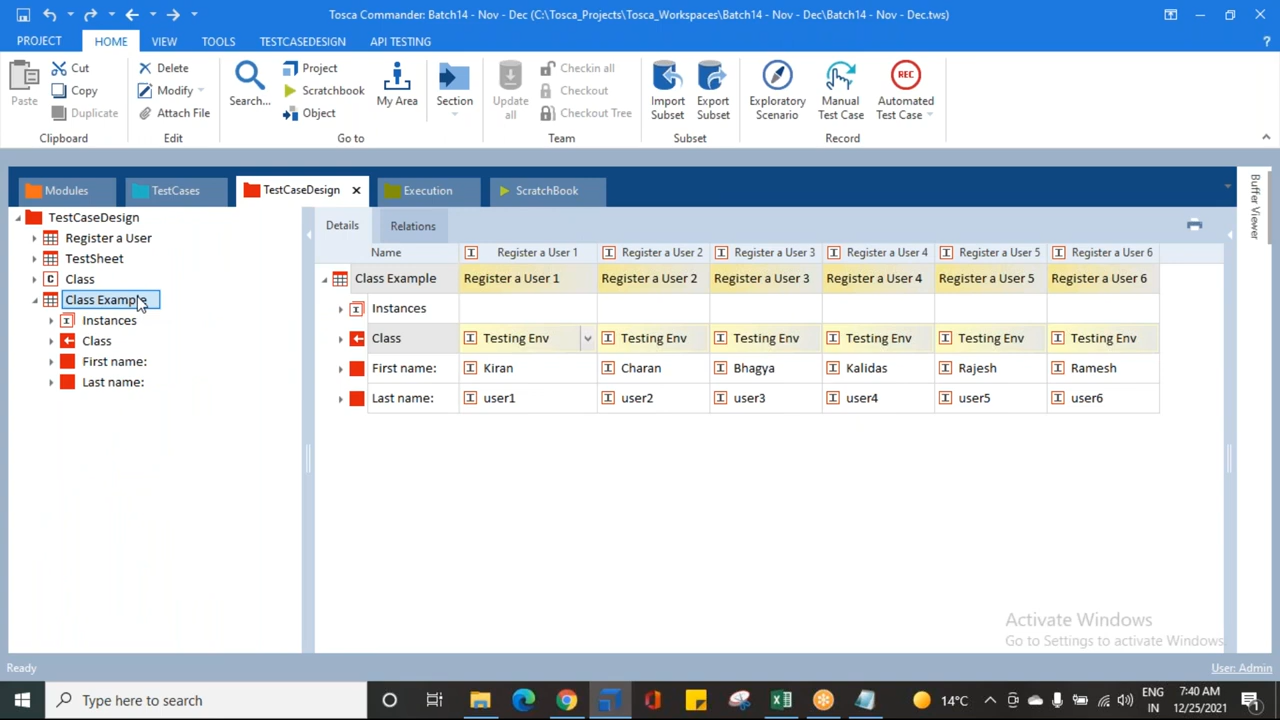 Tosca Commander: Batch14 - Nov - Dec (C:\Tosca_Projects\Tosca_Workspaces\Batch14 - Nov - Dec\Batch14 - Nov - Dec.tws)
PROJECT HOME VIEW TOOLS TESTCASEDESIGN API TESTING
Paste Cut Copy Duplicate
Clipboard
Delete Modify Attach File
Edit
Search... Project Scratchbook Object My Area Section
Go to
Update all Checkin all Checkout Checkout Tree
Team
Import Subset Export Subset
Subset
Exploratory Scenario Manual Test Case REC Automated Test Case
Record
Modules TestCases TestCaseDesign Execution ScratchBook
Buffer Viewer
TestCaseDesign
Register a User
TestSheet
C Class
Class Example
Instances
Class
First name:
Last name:
Details Relations
Name Register a User 1 Register a User 2 Register a User 3 Register a User 4 Register a User 5 Register a User 6
Class Example Register a User 1 Register a User 2 Register a User 3 Register a User 4 Register a User 5 Register a User 6
Instances
Class Testing Env Testing Env Testing Env Testing Env Testing Env Testing Env
First name: Kiran Charan Bhagya Kalidas Rajesh Ramesh
Last name: user1 user2 user3 user4 user5 user6
Activate Windows
Go to Settings to activate Windows.
Ready User: Admin
Type here to search 14°C ENG IN 7:40 AM 12/25/2021 1